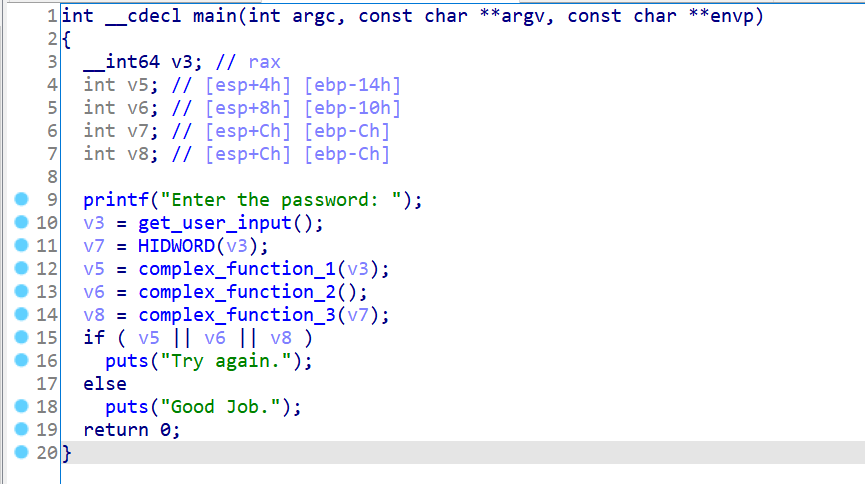 1 int __cdecl main(int argc, const char **argv, const char **envp)
2 {
3   __int64 v3; // rax
4   int v5; // [esp+4h] [ebp-14h]
5   int v6; // [esp+8h] [ebp-10h]
6   int v7; // [esp+Ch] [ebp-Ch]
7   int v8; // [esp+Ch] [ebp-Ch]
8
9   printf("Enter the password: ");
10   v3 = get_user_input();
11   v7 = HIDWORD(v3);
12   v5 = complex_function_1(v3);
13   v6 = complex_function_2();
14   v8 = complex_function_3(v7);
15   if ( v5 || v6 || v8 )
16     puts("Try again.");
17   else
18     puts("Good Job.");
19   return 0;
20 }